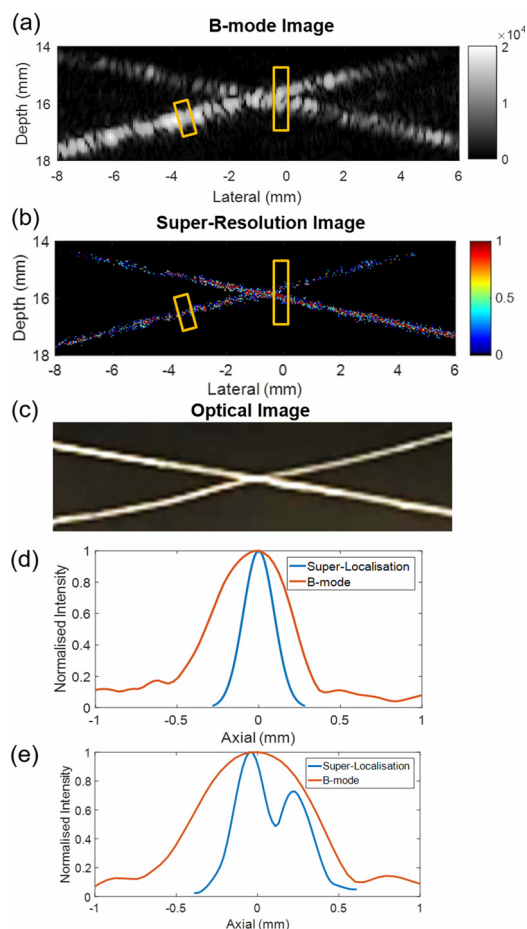 (a)
B-mode Image
× 10⁴
14
16
18
Depth (mm)
-8
-6
-4
-2
0
2
4
6
Lateral (mm)
2
1
0
(b)
Super-Resolution Image
14
16
18
Depth (mm)
-8
-6
-4
-2
0
2
4
6
Lateral (mm)
1
0.5
0
(c)
Optical Image
(d)
Normalised Intensity
1
0.8
0.6
0.4
0.2
0
Super-Localisation
B-mode
-1
-0.5
0
0.5
1
Axial (mm)
(e)
Normalised Intensity
1
0.8
0.6
0.4
0.2
0
Super-Localisation
B-mode
-1
-0.5
0
0.5
1
Axial (mm)